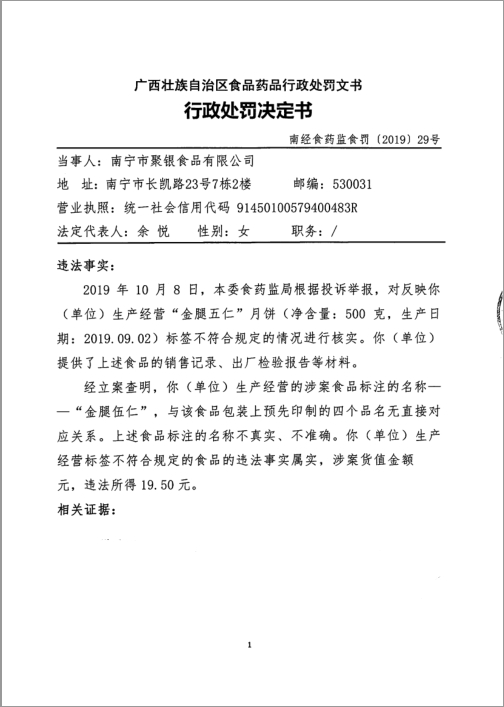 广西壮族自治区食品药品行政处罚文书
行政处罚决定书
南经食药监食罚〔2019〕29号
当事人：南宁市聚银食品有限公司
地 址：南宁市长凯路23号7栋2楼 邮编：530031
营业执照：统一社会信用代码 91450100579400483R
法定代表人：余 悦 性别：女 职务：/
违法事实：
2019 年 10 月 8 日，本委食药监局根据投诉举报，对反映你
（单位）生产经营“金腿五仁”月饼（净含量：500 克，生产日
期：2019.09.02）标签不符合规定的情况进行核实。你（单位）
提供了上述食品的销售记录、出厂检验报告等材料。
经立案查明，你（单位）生产经营的涉案食品标注的名称—
—“金腿伍仁”，与该食品包装上预先印制的四个品名无直接对
应关系。上述食品标注的名称不真实、不准确。你（单位）生产
经营标签不符合规定的食品的违法事实属实，涉案货值金额
元，违法所得 19.50 元。
相关证据：
1